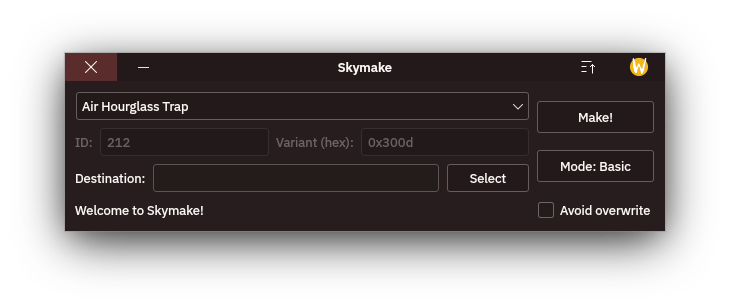 Skymake
W
Air Hourglass Trap
Make!
ID: 212 Variant (hex): 0x300d
Mode: Basic
Destination: Select
Welcome to Skymake! Avoid overwrite